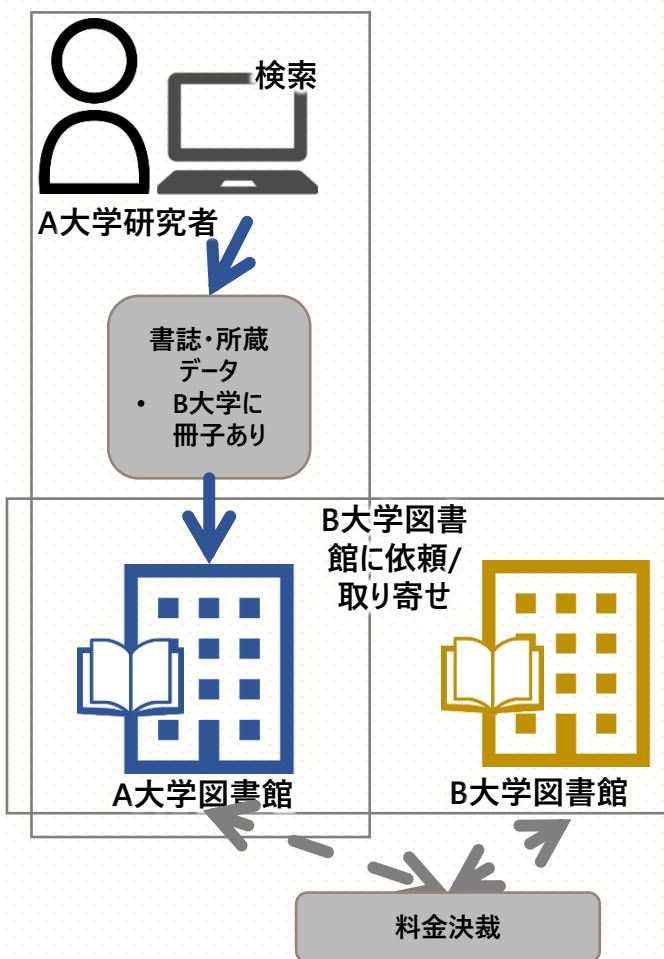 検索
A大学研究者
書誌・所蔵
データ
• B大学に
冊子あり
B大学図書
館に依頼/
取り寄せ
A大学図書館
B大学図書館
料金決裁